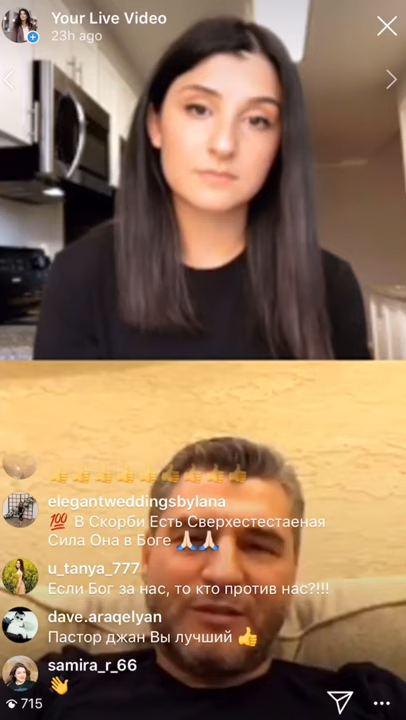 Your Live Video
23h ago
👍👍👍👍👍👍👍👍👍
elegantweddingsbylana
💯 В Скорби Есть Сверхестестаеная
Сила Она в Боге 🙏🏻🙏🏻
u_tanya_777
Если Бог за нас, то кто против нас?!!!
dave.araqelyan
Пастор джан Вы лучший 👍
samira_r_66
👋
715